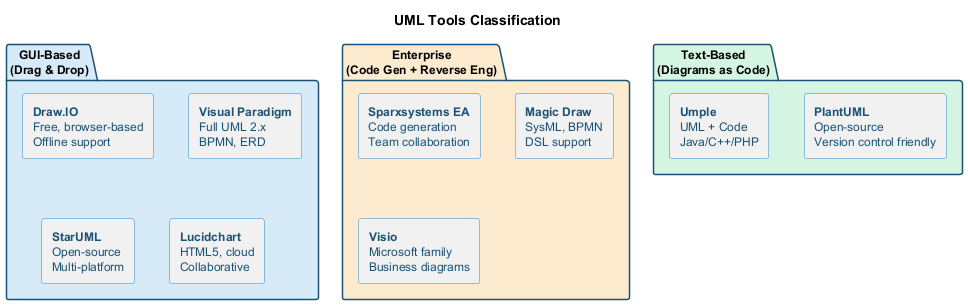 UML Tools Classification
GUI-Based
(Drag & Drop)
Draw.IO
Free, browser-based
Offline support
Visual Paradigm
Full UML 2.x
BPMN, ERD
StarUML
Open-source
Multi-platform
Lucidchart
HTML5, cloud
Collaborative
Enterprise
(Code Gen + Reverse Eng)
Sparxsystems EA
Code generation
Team collaboration
Magic Draw
SysML, BPMN
DSL support
Visio
Microsoft family
Business diagrams
Text-Based
(Diagrams as Code)
Umple
UML + Code
Java/C++/PHP
PlantUML
Open-source
Version control friendly